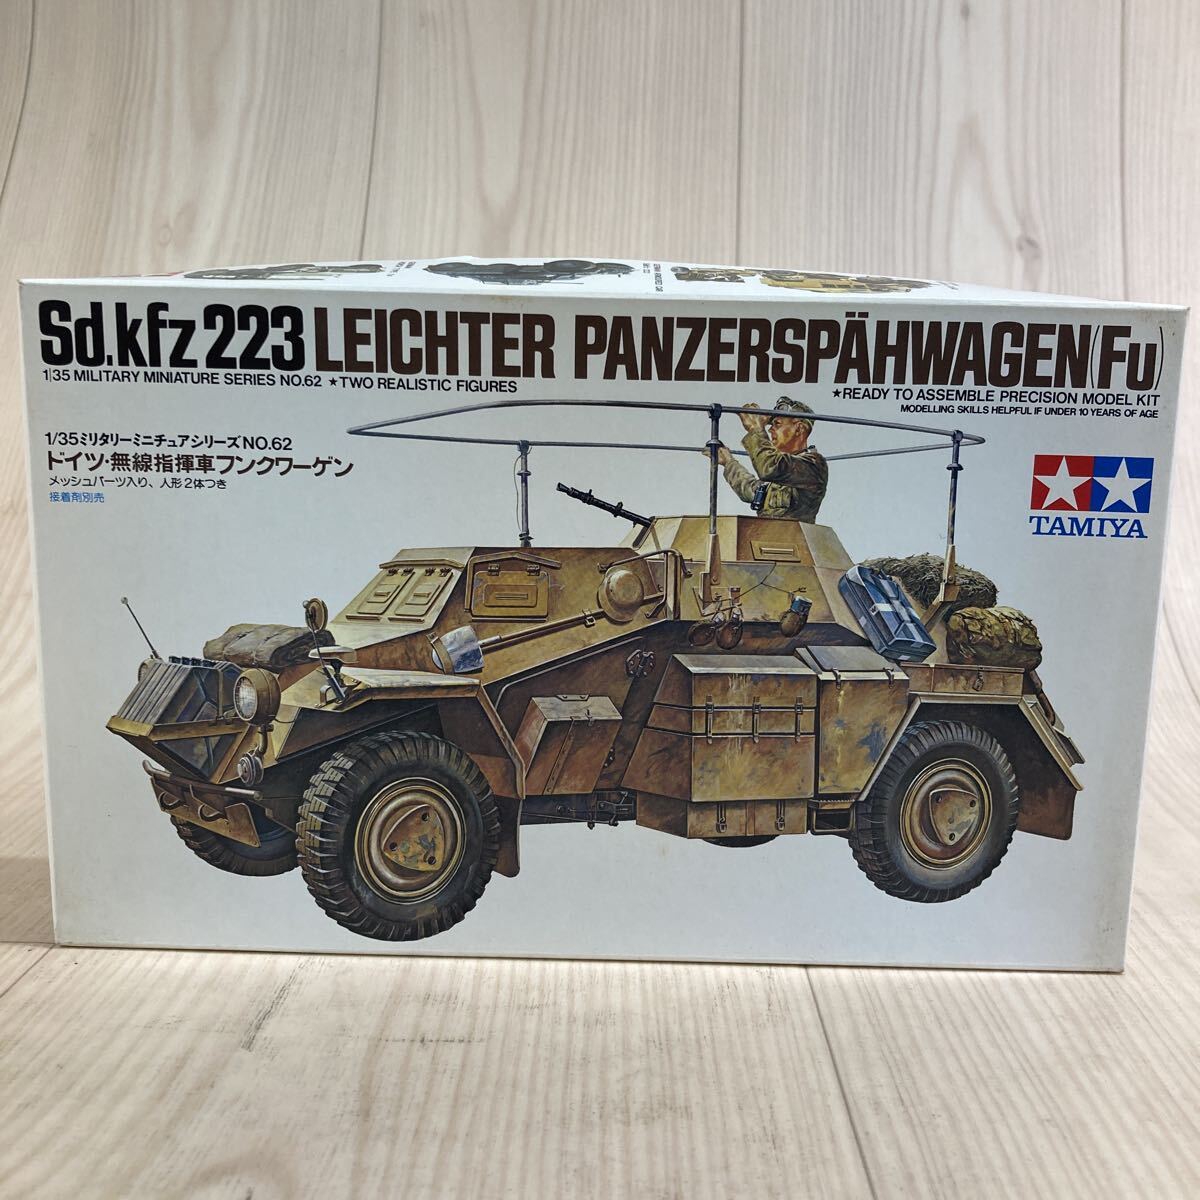 Sd.kfz 223 LEICHTER PANZERSPÄHWAGEN (Fu)
1/35 MILITARY MINIATURE SERIES NO.62 ★TWO REALISTIC FIGURES
★READY TO ASSEMBLE PRECISION MODEL KIT
MODELLING SKILLS HELPFUL IF UNDER 10 YEARS OF AGE
1/35ミリタリーミニチュアシリーズNO.62
ドイツ・無線指揮車フンクワーゲン
メッシュパーツ入り、人形2体つき
接着剤別売
TAMIYA